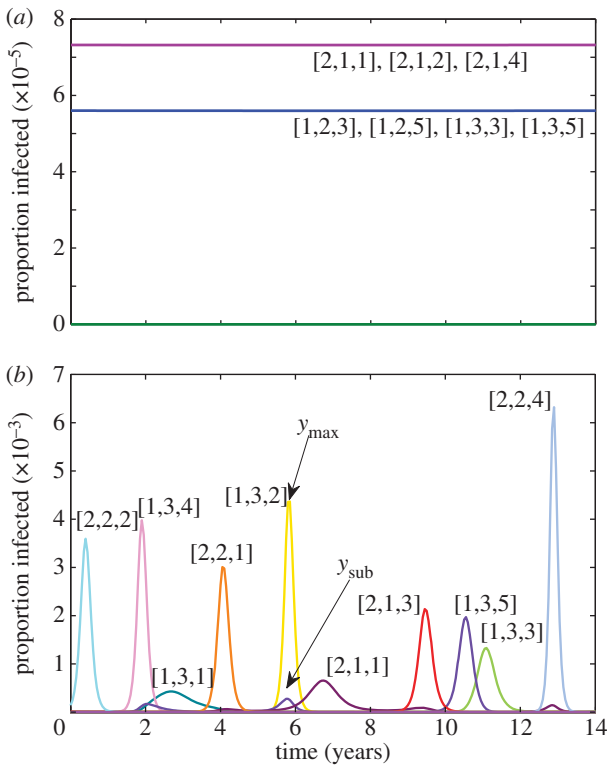 (a)
proportion infected (×10⁻⁵)
8
6
4
2
0
[2,1,1], [2,1,2], [2,1,4]
[1,2,3], [1,2,5], [1,3,3], [1,3,5]
(b)
proportion infected (×10⁻³)
7
6
5
4
3
2
1
[2,2,2]
[1,3,4]
[1,3,1]
[2,2,1]
[1,3,2]
y_max
y_sub
[2,1,1]
[2,1,3]
[1,3,5]
[1,3,3]
[2,2,4]
0 2 4 6 8 10 12 14
time (years)